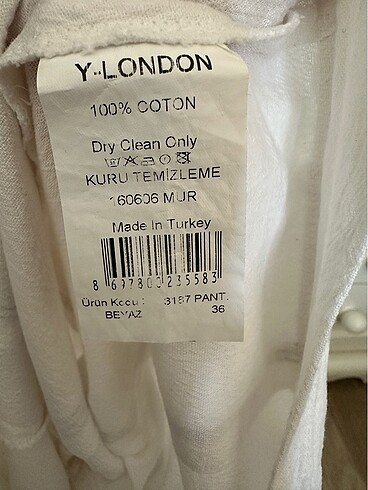 Y-LONDON
100% COTON
Dry Clean Only
KURU TEMİZLEME
160606 MUR
Made In Turkey
8 697800 235583
Ürün Kodu : 3187 PANT.
BEYAZ 36